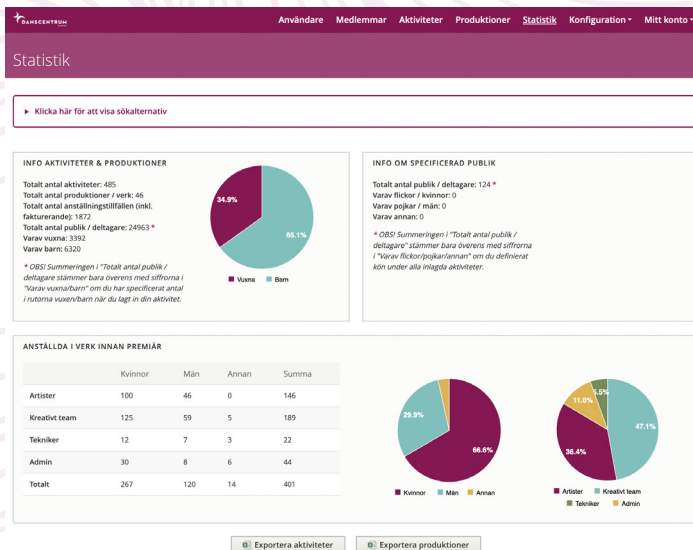 DANSCENTRUM
Användare Medlemmar Aktiviteter Produktioner Statistik Konfiguration Mitt konto
Statistik
Klicka här för att visa sökalternativ
INFO AKTIVITETER & PRODUKTIONER
Totalt antal aktiviteter: 485
Totalt antal produktioner / verk: 46
Totalt antal anställningstillfällen (inkl.
fakturerande): 1872
Totalt antal publik / deltagare: 24963 *
Varav vuxna: 3392
Varav barn: 6320
* OBS! Summeringen i "Totalt antal publik /
deltagare stämmer bara överens med siffrorna i
"Varav vuxna/barn" om du har specificerat antal
i rutorna vuxen/barn när du lagt in din aktivitet.
34.9%
65.1%
Vuxna Barn
INFO OM SPECIFICERAD PUBLIK
Totalt antal publik / deltagare: 124 *
Varav flickor / kvinnor: 0
Varav pojkar / män: 0
Varav annan: 0
* OBS! Summeringen i "Totalt antal publik /
deltagare" stämmer bara överens med siffrorna
i "Varav flickor/pojkar/annan" om du definierat
kön under alla inlagda aktiviteter.
ANSTÄLLDA I VERK INNAN PREMIÄR
Kvinnor Män Annan Summa
Artister 100 46 0 146
Kreativt team 125 59 5 189
Tekniker 12 7 3 22
Admin 30 8 6 44
Totalt 267 120 14 401
29.9%
66.6%
Kvinnor Män Annan
5.5%
11.0%
47.1%
36.4%
Artister Kreativt team
Tekniker Admin
Exportera aktiviteter Exportera produktioner